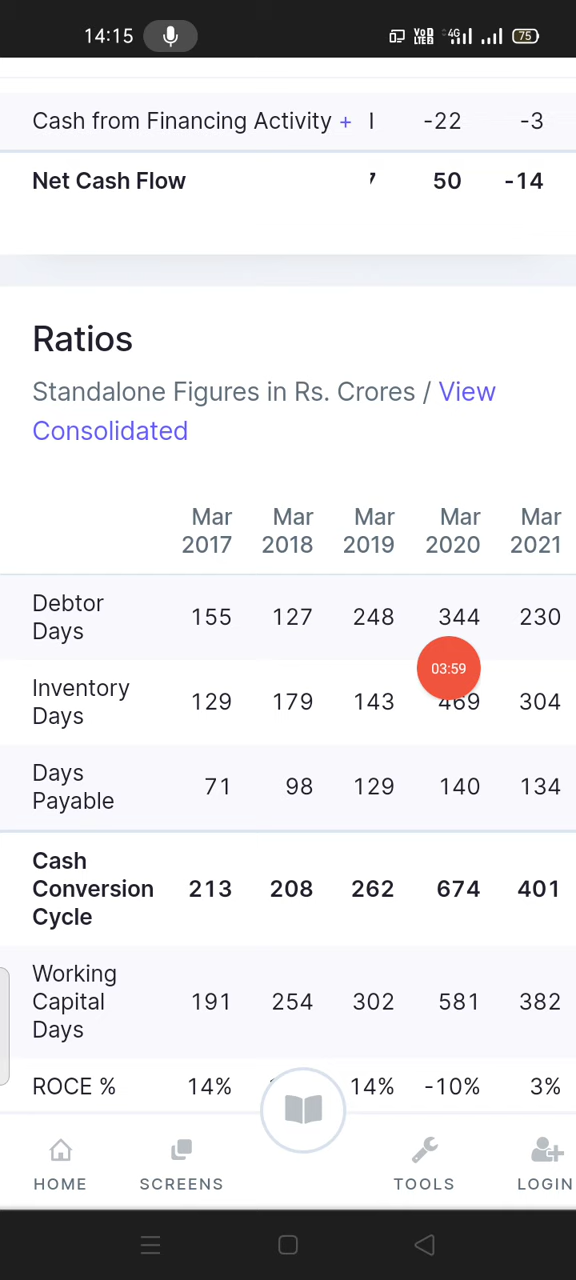 14:15 VoD LTE2 4G 75
Cash from Financing Activity + -22 -3
Net Cash Flow 50 -14
Ratios
Standalone Figures in Rs. Crores / View
Consolidated
Mar Mar Mar Mar Mar
2017 2018 2019 2020 2021
Debtor
Days 155 127 248 344 230
03:59
Inventory
Days 129 179 143 469 304
Days
Payable 71 98 129 140 134
Cash
Conversion 213 208 262 674 401
Cycle
Working
Capital 191 254 302 581 382
Days
ROCE % 14% 14% -10% 3%
HOME SCREENS TOOLS LOGIN